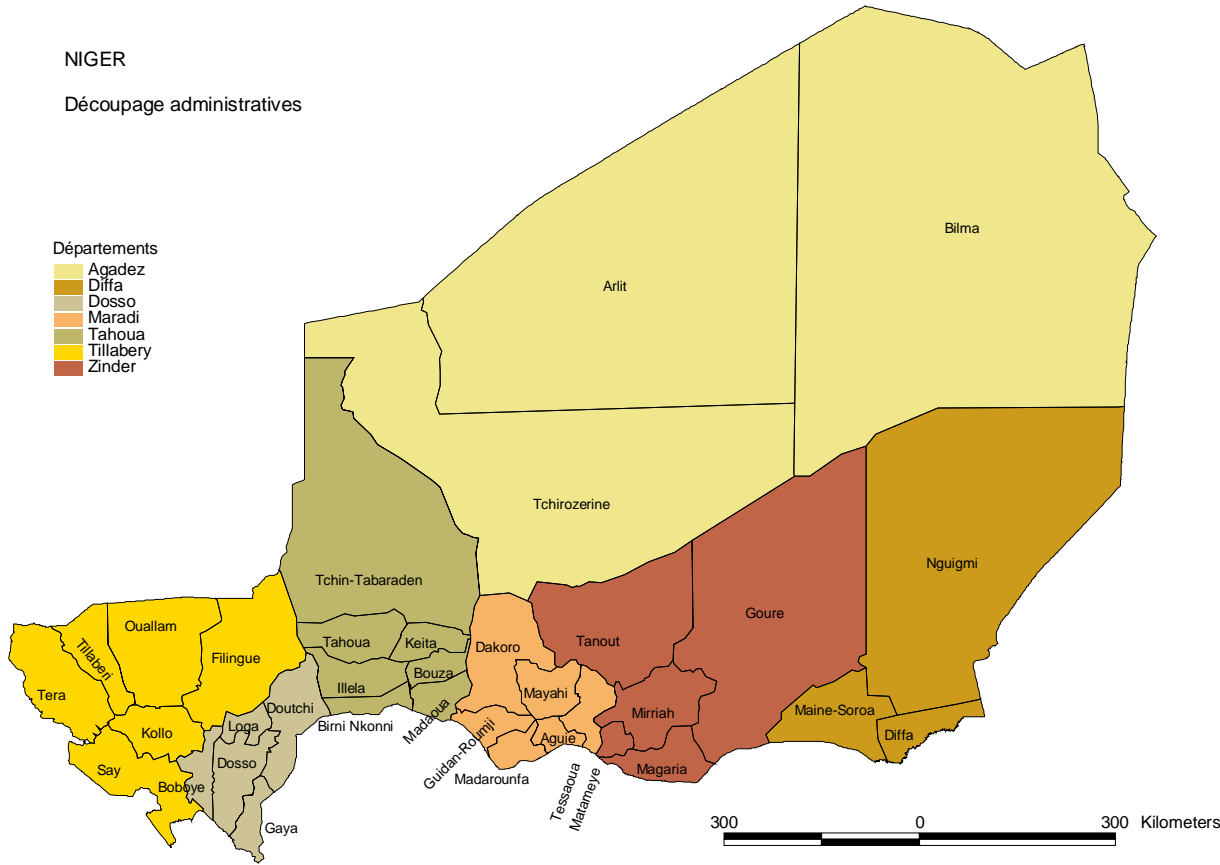 NIGER
Découpage administratives
Départements
Agadez
Diffa
Dosso
Maradi
Tahoua
Tillabery
Zinder
Bilma
Arlit
Tchirozerine
Nguigmi
Tchin-Tabaraden
Goure
Ouallam
Tillaberi
Filingue
Tahoua
Keita
Dakoro
Tanout
Tera
Illela
Bouza
Mayahi
Doutchi
Loga
Birni Nkonni
Madaoua
Mirriah
Maine-Soroa
Kollo
Guidan-Roumji
Aguie
Diffa
Say
Dosso
Madarounfa
Magaria
Boboye
Tessaoua
Matameye
Gaya
300 0 300 Kilometers